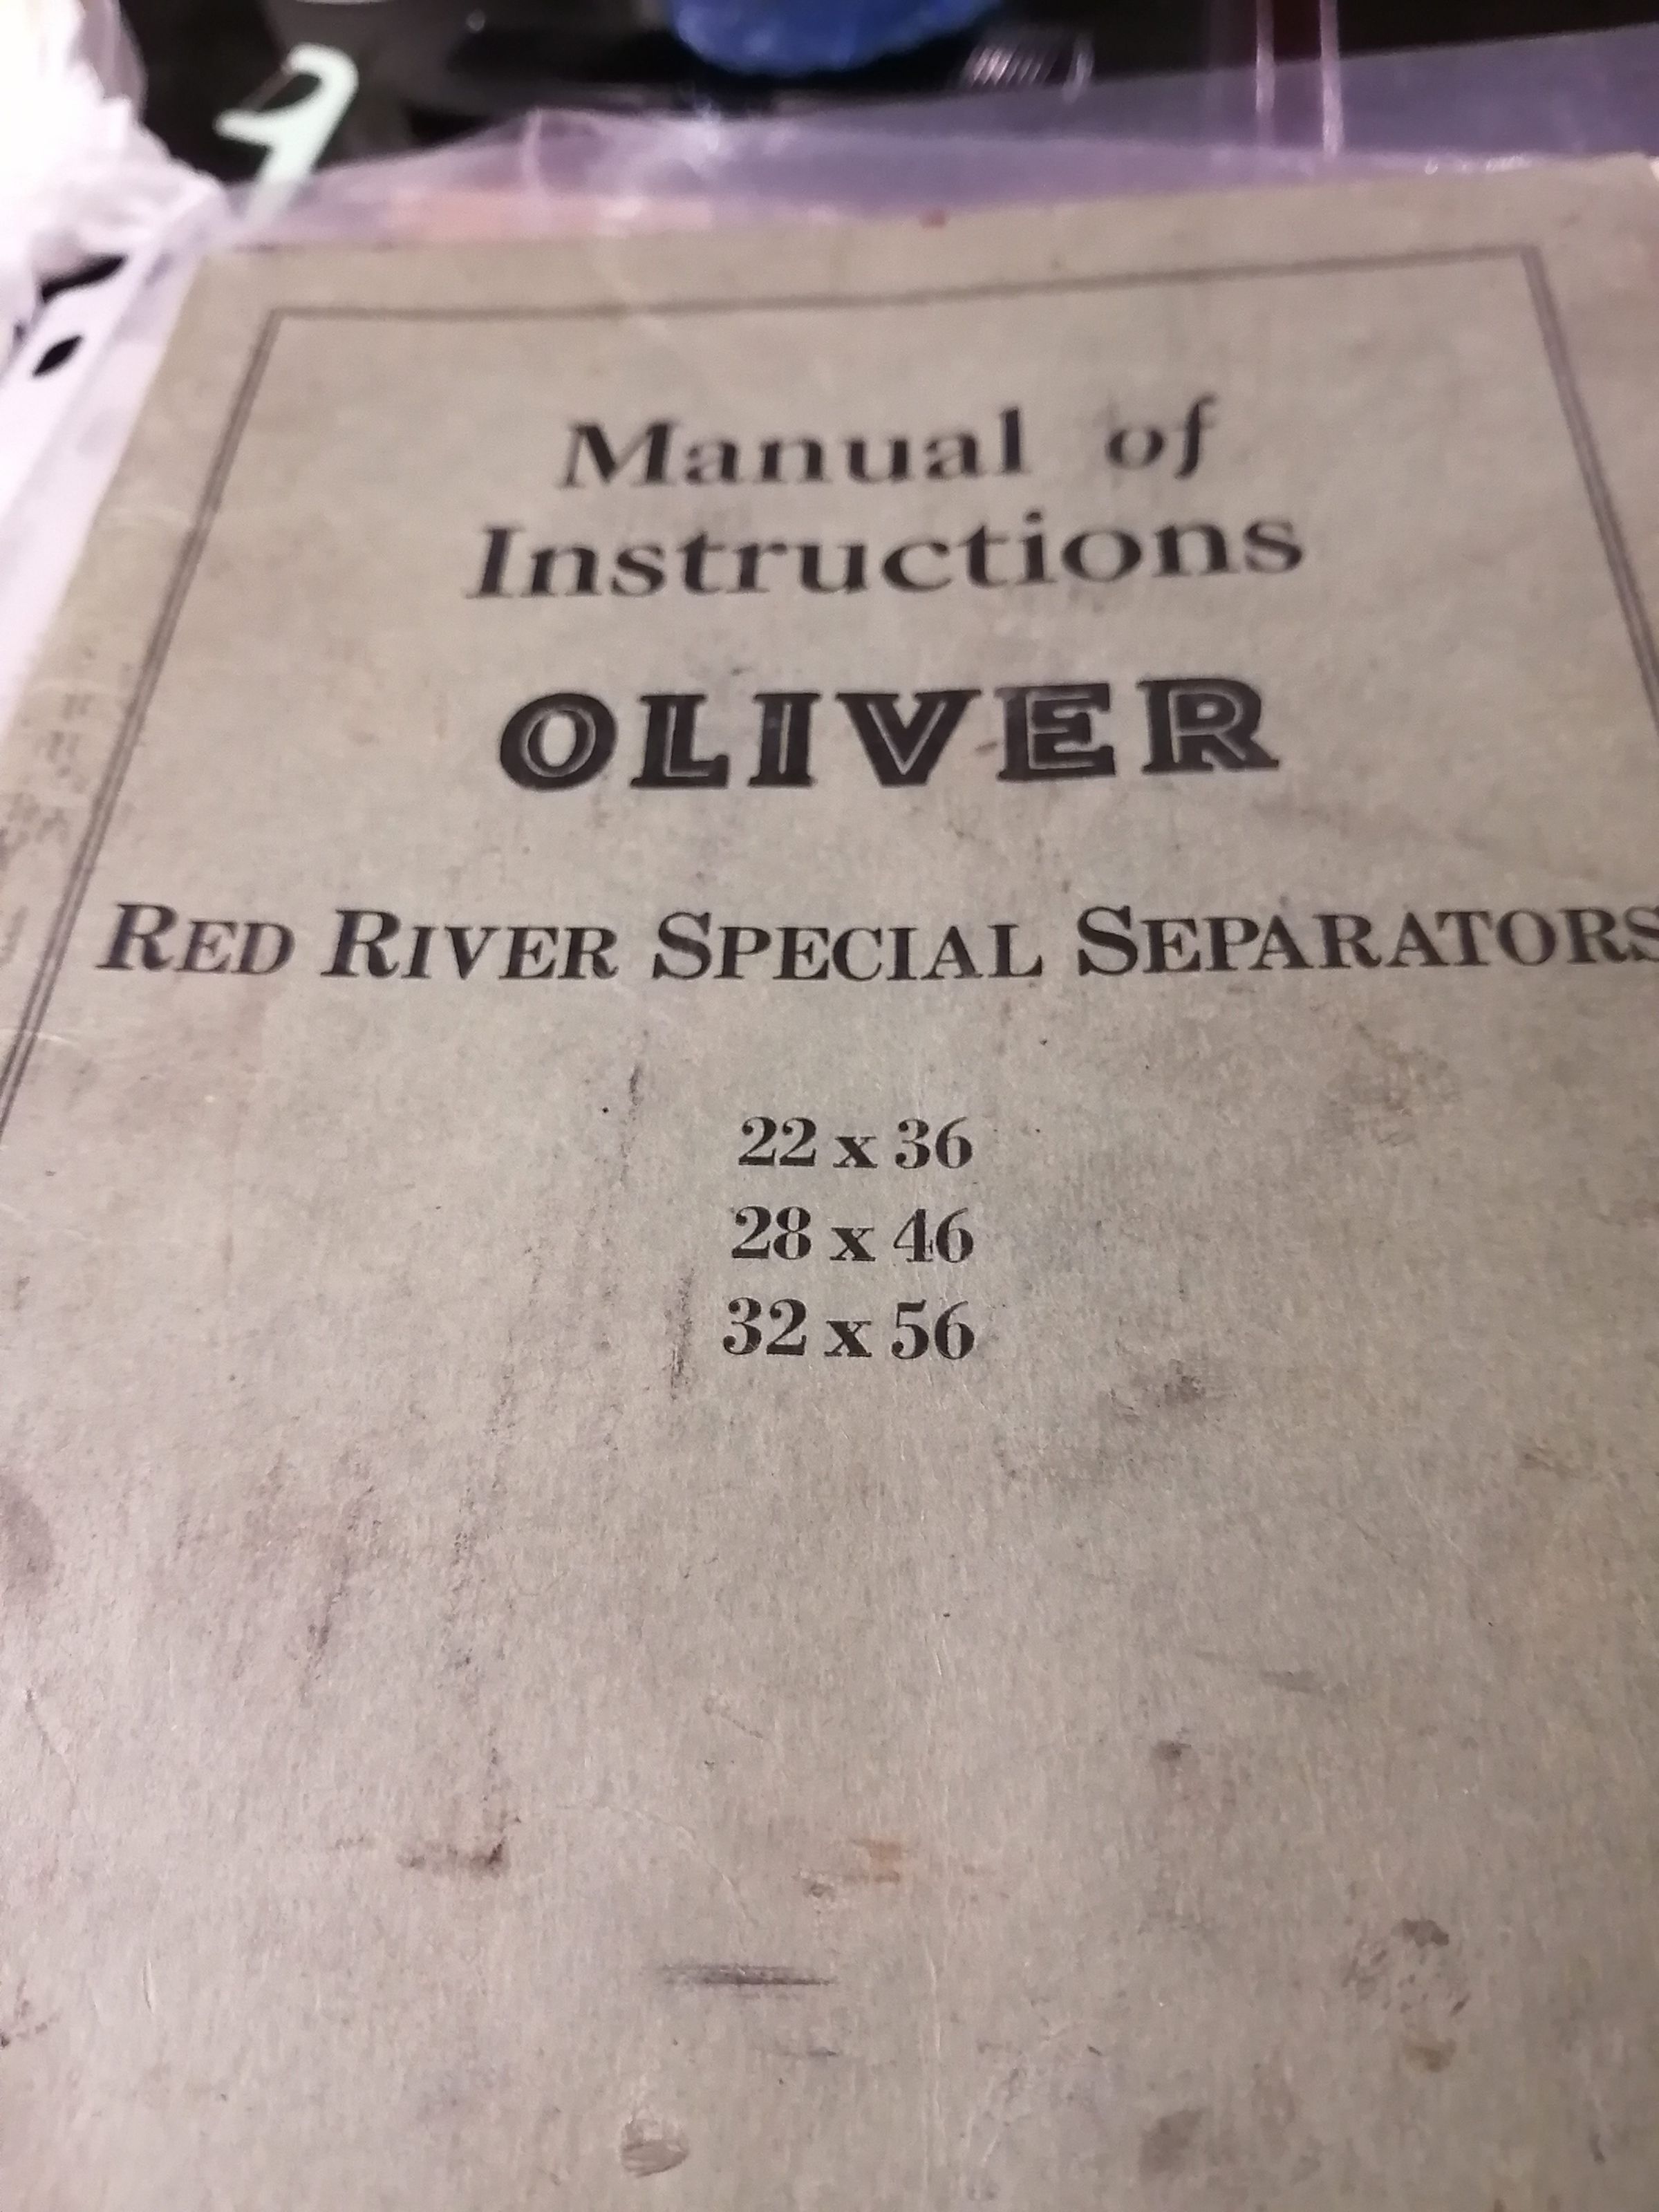 Manual of
Instructions
OLIVER
RED RIVER SPECIAL SEPARATORS
22 x 36
28 x 46
32 x 56